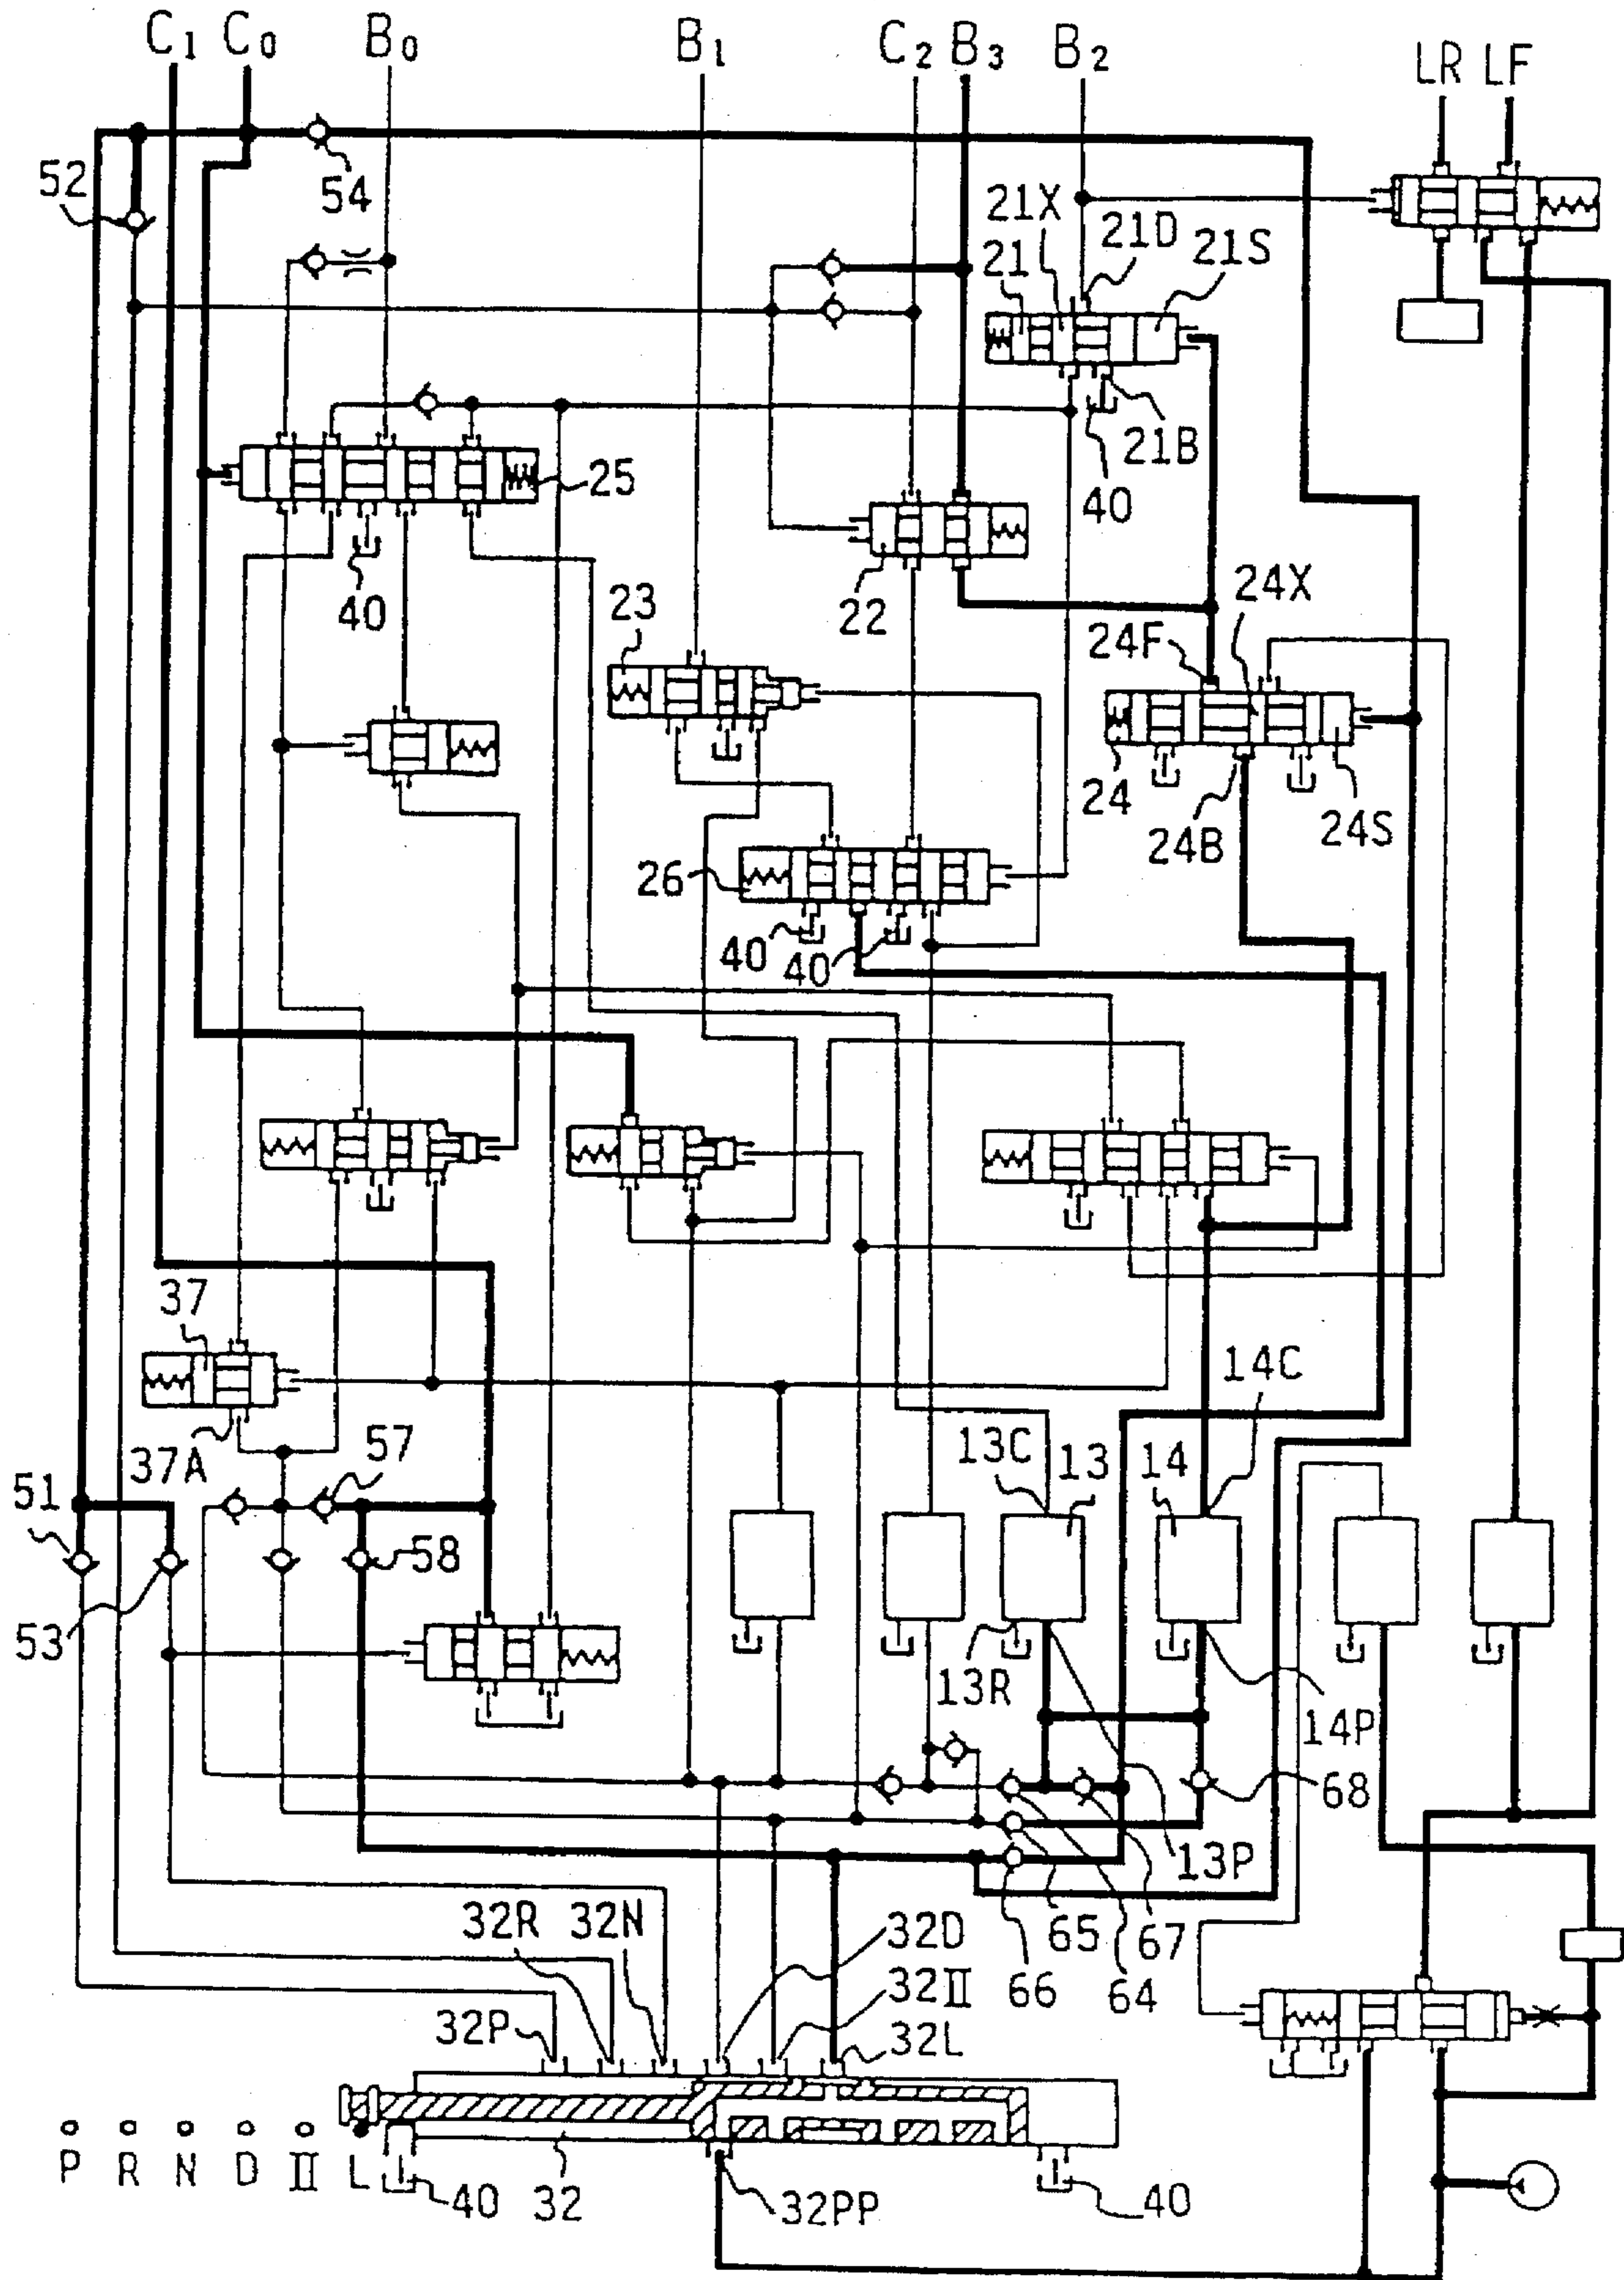 C1 C0 B0 B1 C2 B3 B2 LR LF
52 54
21X 21D
21 21S
21B
25 40
40 22
23 24X
24F
24 24B 24S
26
40 40
37
37A 57 13C 13 14 14C
51
58
53
13R 14P
68
13P
32R 32N 32D 65 67
32II 66 64
32P 32L
P R N D II L
40 32 32PP 40